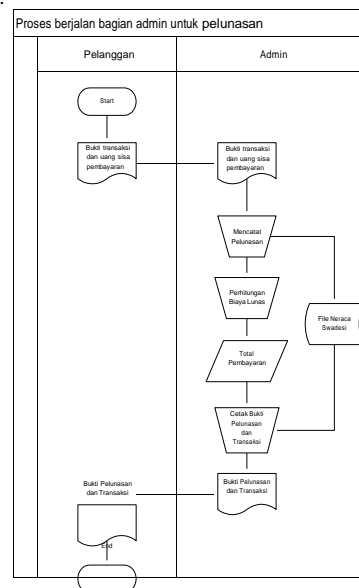 Proses berjalan bagian admin untuk pelunasan
Pelanggan
Admin
Start
Bukti transaksi
dan uang sisa
pembayaran
Bukti transaksi
dan uang sisa
pembayaran
Mencatat
Pelunasan
Perhitungan
Biaya Lunas
File Neraca
Swadesi
Total
Pembayaran
Cetak Bukti
Pelunasan
dan
Transaksi
Bukti Pelunasan
dan Transaksi
Bukti Pelunasan
dan Transaksi
End